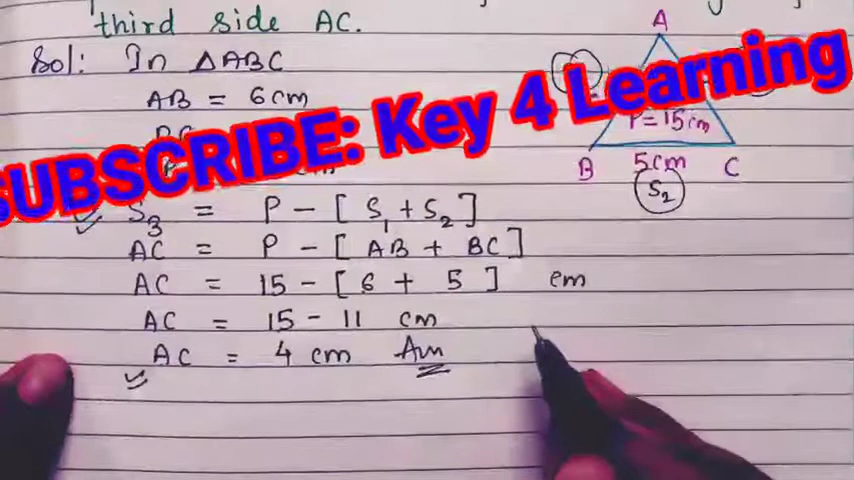 third side AC.
Sol: In △ABC
AB = 6cm
SUBSCRIBE: Key 4 Learning
S₃ = P - [ S₁ + S₂ ]
AC = P - [ AB + BC ]
AC = 15 - [ 6 + 5 ] cm
AC = 15 - 11 cm
AC = 4 cm Ans
A
P=15cm
B 5cm C
S₂